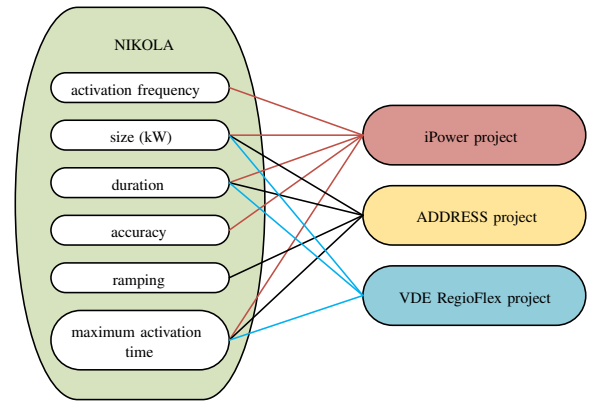 NIKOLA
activation frequency
size (kW)
duration
accuracy
ramping
maximum activation
time
iPower project
ADDRESS project
VDE RegioFlex project